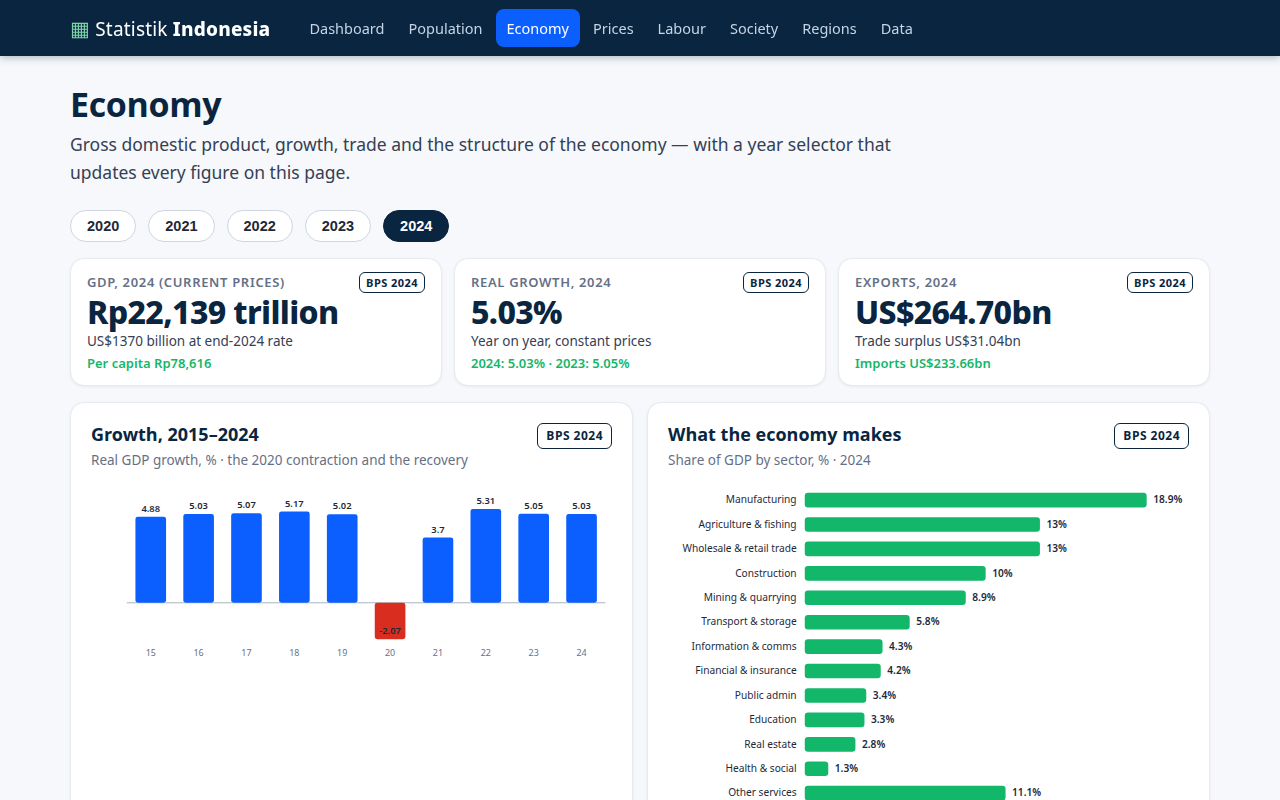 ▦ Statistik Indonesia
Dashboard Population Economy Prices Labour Society Regions Data
Economy
Gross domestic product, growth, trade and the structure of the economy — with a year selector that
updates every figure on this page.
2020 2021 2022 2023 2024
GDP, 2024 (CURRENT PRICES) BPS 2024
Rp22,139 trillion
US$1370 billion at end-2024 rate
Per capita Rp78,616
REAL GROWTH, 2024 BPS 2024
5.03%
Year on year, constant prices
2024: 5.03% · 2023: 5.05%
EXPORTS, 2024 BPS 2024
US$264.70bn
Trade surplus US$31.04bn
Imports US$233.66bn
Growth, 2015–2024 BPS 2024
Real GDP growth, % · the 2020 contraction and the recovery
4.88 5.03 5.07 5.17 5.02 -2.07 3.7 5.31 5.05 5.03
15 16 17 18 19 20 21 22 23 24
What the economy makes BPS 2024
Share of GDP by sector, % · 2024
Manufacturing 18.9%
Agriculture & fishing 13%
Wholesale & retail trade 13%
Construction 10%
Mining & quarrying 8.9%
Transport & storage 5.8%
Information & comms 4.3%
Financial & insurance 4.2%
Public admin 3.4%
Education 3.3%
Real estate 2.8%
Health & social 1.3%
Other services 11.1%